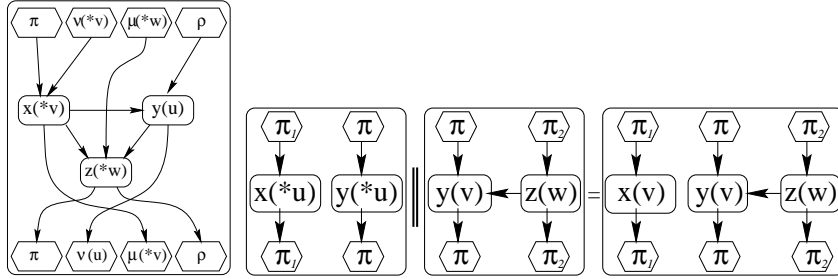 π ν(*v) μ(*w) ρ
x(*v) y(u)
z(*w)
π ν(u) μ(*v) ρ
π₁ π
x(*u) y(*u)
π₁ π
||
π π₂
y(v) z(w)
π π₂
=
π₁ π π₂
x(v) y(v) z(w)
π₁ π π₂